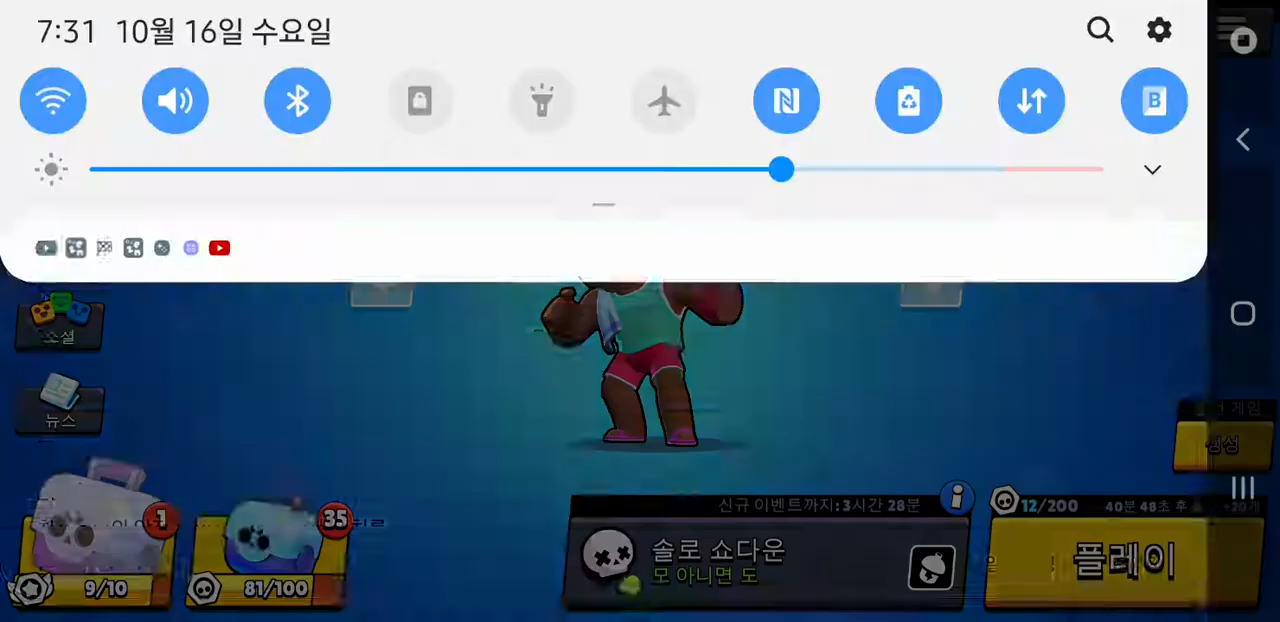 7:31 10월 16일 수요일
B
소셜
뉴스
생성
신규 이벤트까지:3시간 28분
12/200
40분 48초 후
+20개
1
35
솔로 쇼다운
모 아니면 도
플레이
9/10
81/100